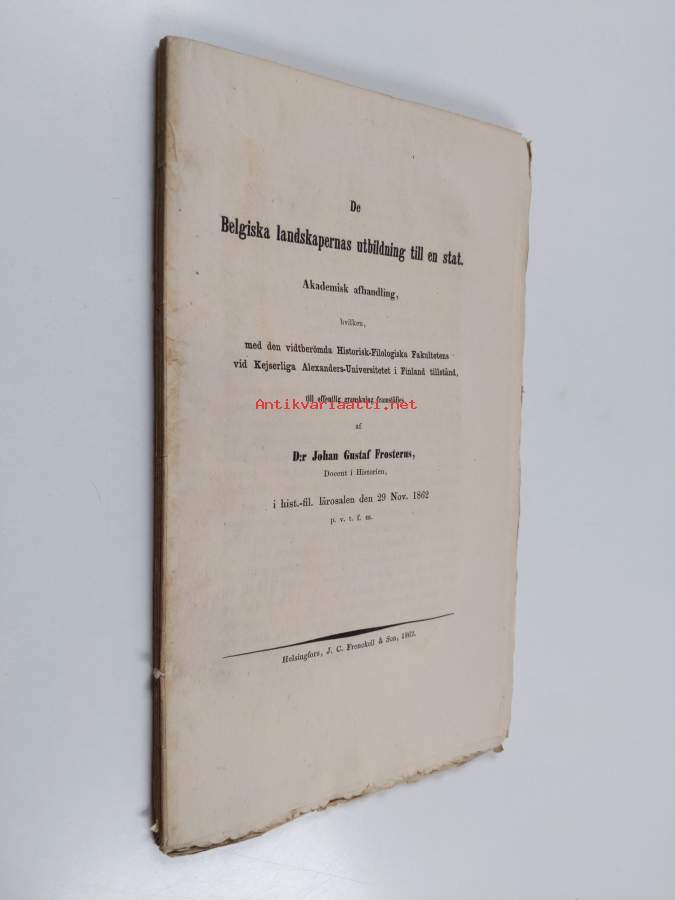 De
Belgiska landskapernas utbildning till en stat.
Akademisk afhandling,
hvilken,
med den vidtberömda Historisk-Filologiska Fakultetens
vid Kejserliga Alexanders-Universitetet i Finland tillstånd,
till offentlig granskning framställes
Antikvariaatti.net
af
D:r Johan Gustaf Frosterus,
Docent i Historien,
i hist.-fil. lärosalen den 29 Nov. 1862
p. v. t. f. m.
Helsingfors, J. C. Frenckell & Son, 1862.